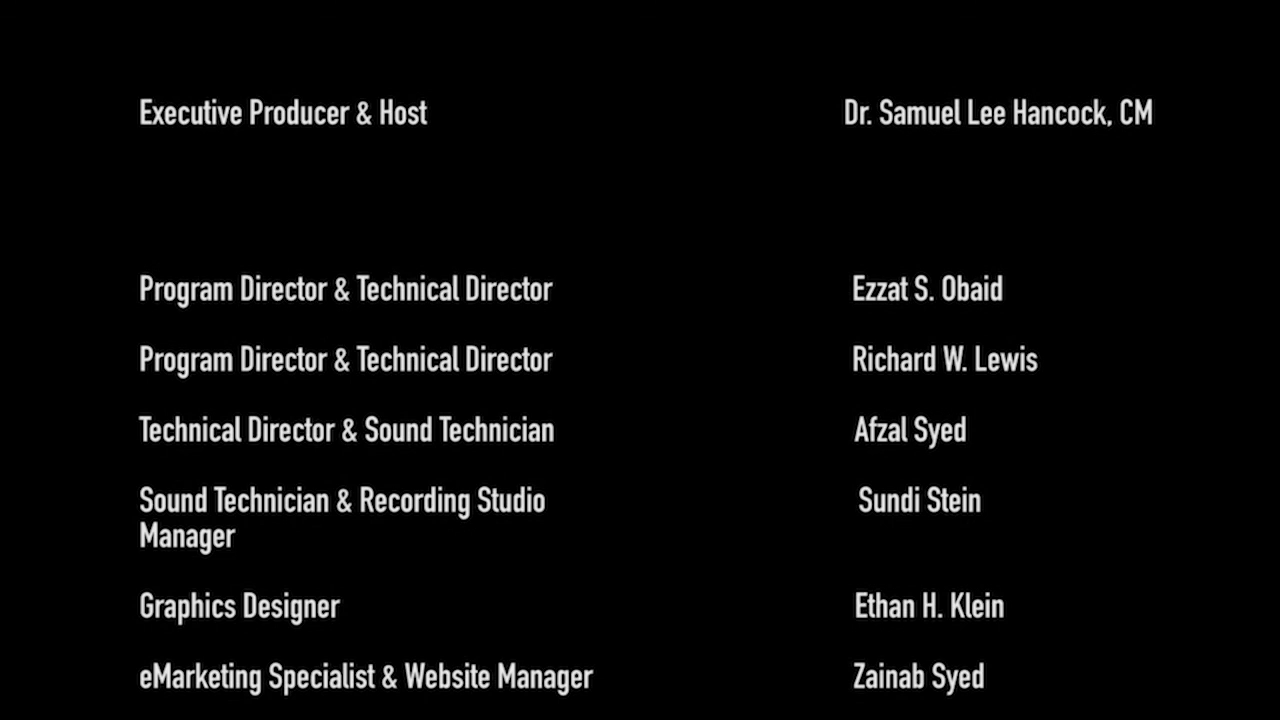 Executive Producer & Host Dr. Samuel Lee Hancock, CM
Program Director & Technical Director Ezzat S. Obaid
Program Director & Technical Director Richard W. Lewis
Technical Director & Sound Technician Afzal Syed
Sound Technician & Recording Studio Sundi Stein
Manager
Graphics Designer Ethan H. Klein
eMarketing Specialist & Website Manager Zainab Syed